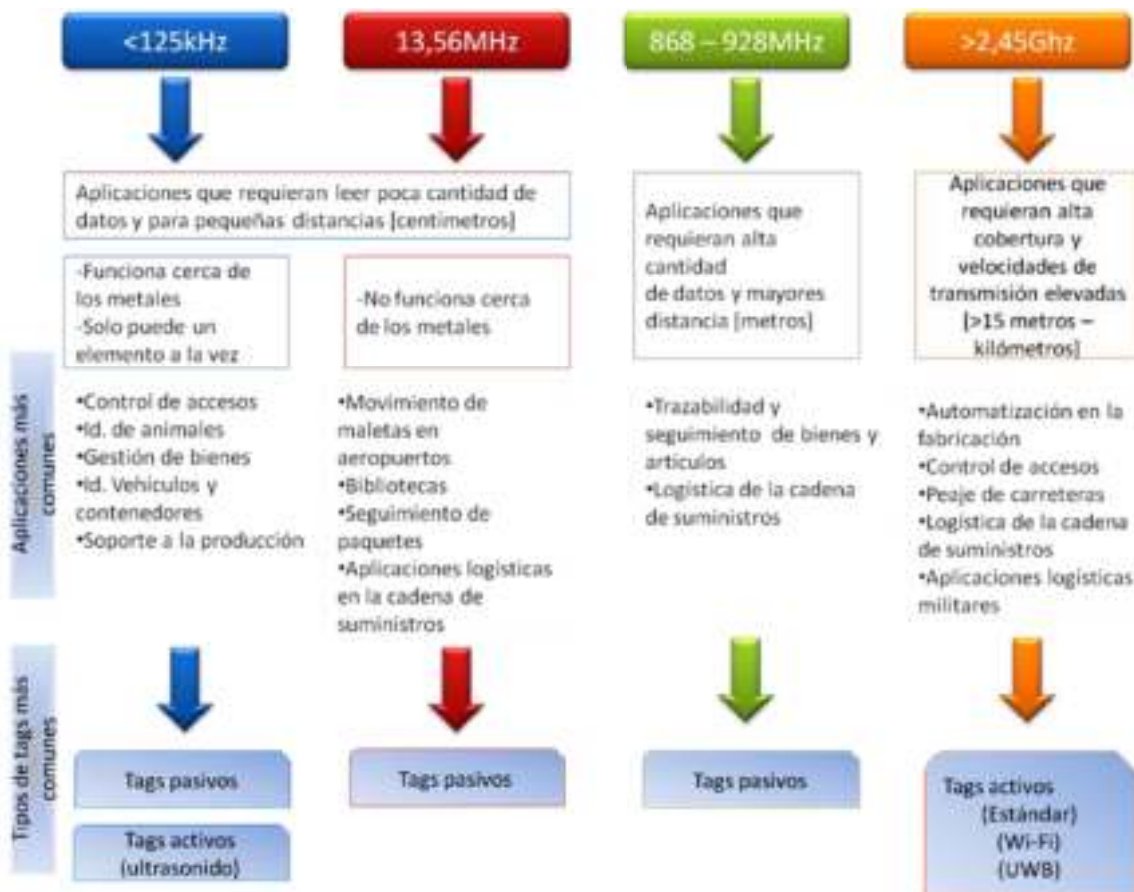 <125kHz
13,56MHz
868 – 928MHz
>2,45Ghz
Aplicaciones que requieran leer poca cantidad de
datos y para pequeñas distancias [centímetros]
-Funciona cerca de
los metales
-Solo puede un
elemento a la vez
-No funciona cerca
de los metales
Aplicaciones que
requieran alta
cantidad
de datos y mayores
distancia [metros]
Aplicaciones que
requieran alta
cobertura y
velocidades de
transmisión elevadas
[>15 metros –
kilómetros]
Aplicaciones más
comunes
•Control de accesos
•Id. de animales
•Gestión de bienes
•Id. Vehículos y
contenedores
•Soporte a la producción
•Movimiento de
maletas en
aeropuertos
•Bibliotecas
•Seguimiento de
paquetes
•Aplicaciones logísticas
en la cadena de
suministros
•Trazabilidad y
seguimiento de bienes y
artículos
•Logística de la cadena
de suministros
•Automatización en la
fabricación
•Control de accesos
•Peaje de carreteras
•Logística de la cadena
de suministros
•Aplicaciones logísticas
militares
Tipos de tags más
comunes
Tags pasivos
Tags activos
(ultrasonido)
Tags pasivos
Tags pasivos
Tags activos
(Estándar)
(Wi-Fi)
(UWB)